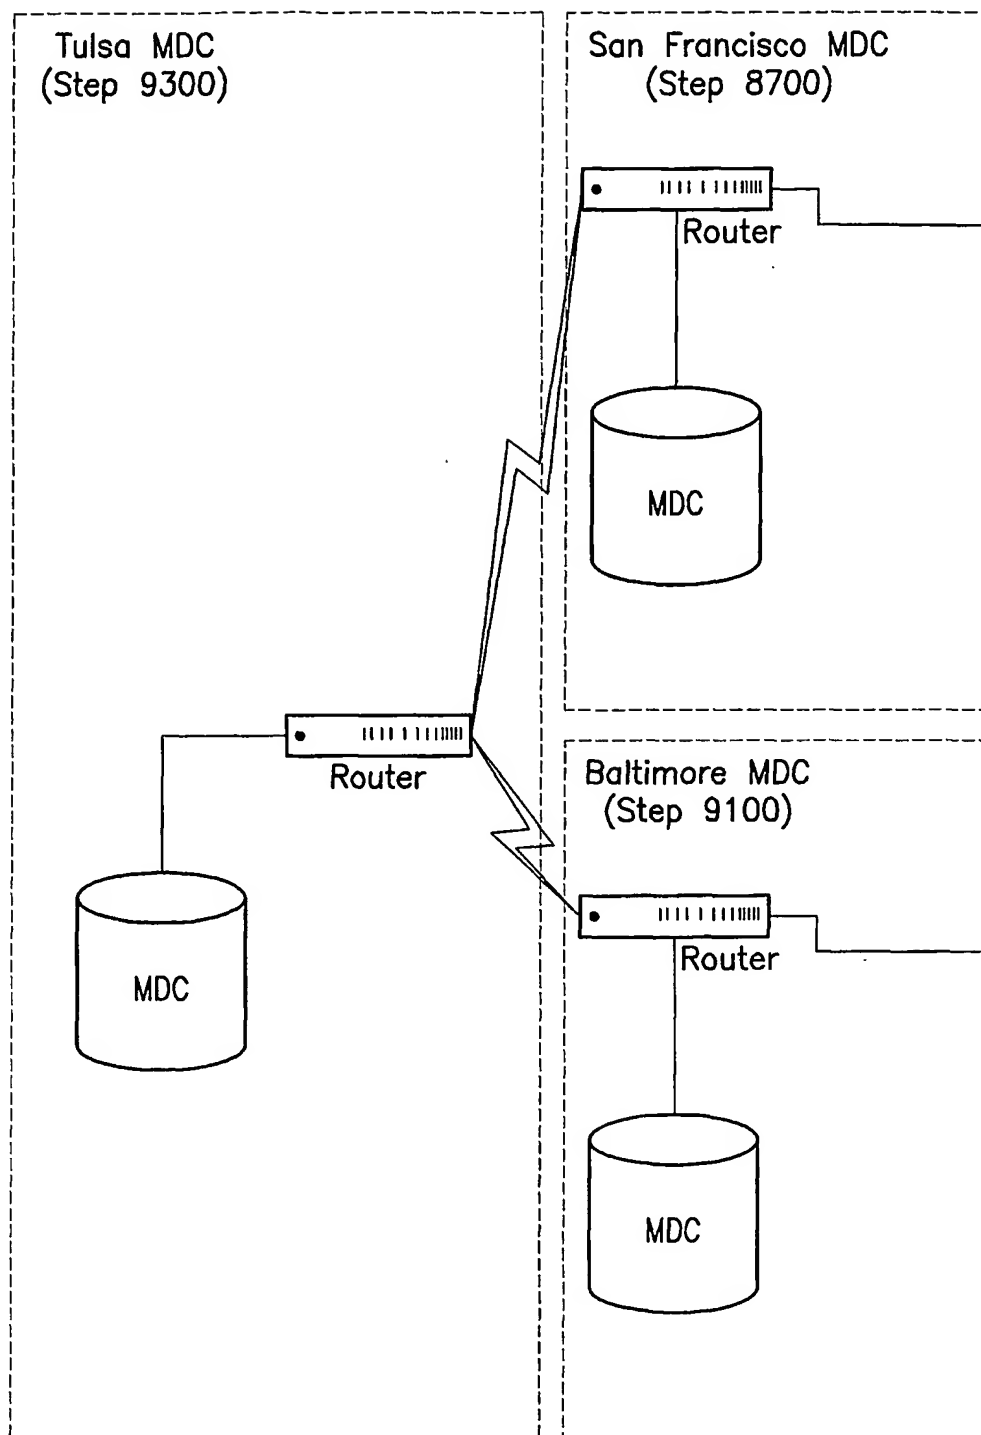 Tulsa MDC
(Step 9300)
San Francisco MDC
(Step 8700)
Router
MDC
Router
MDC
Baltimore MDC
(Step 9100)
Router
MDC